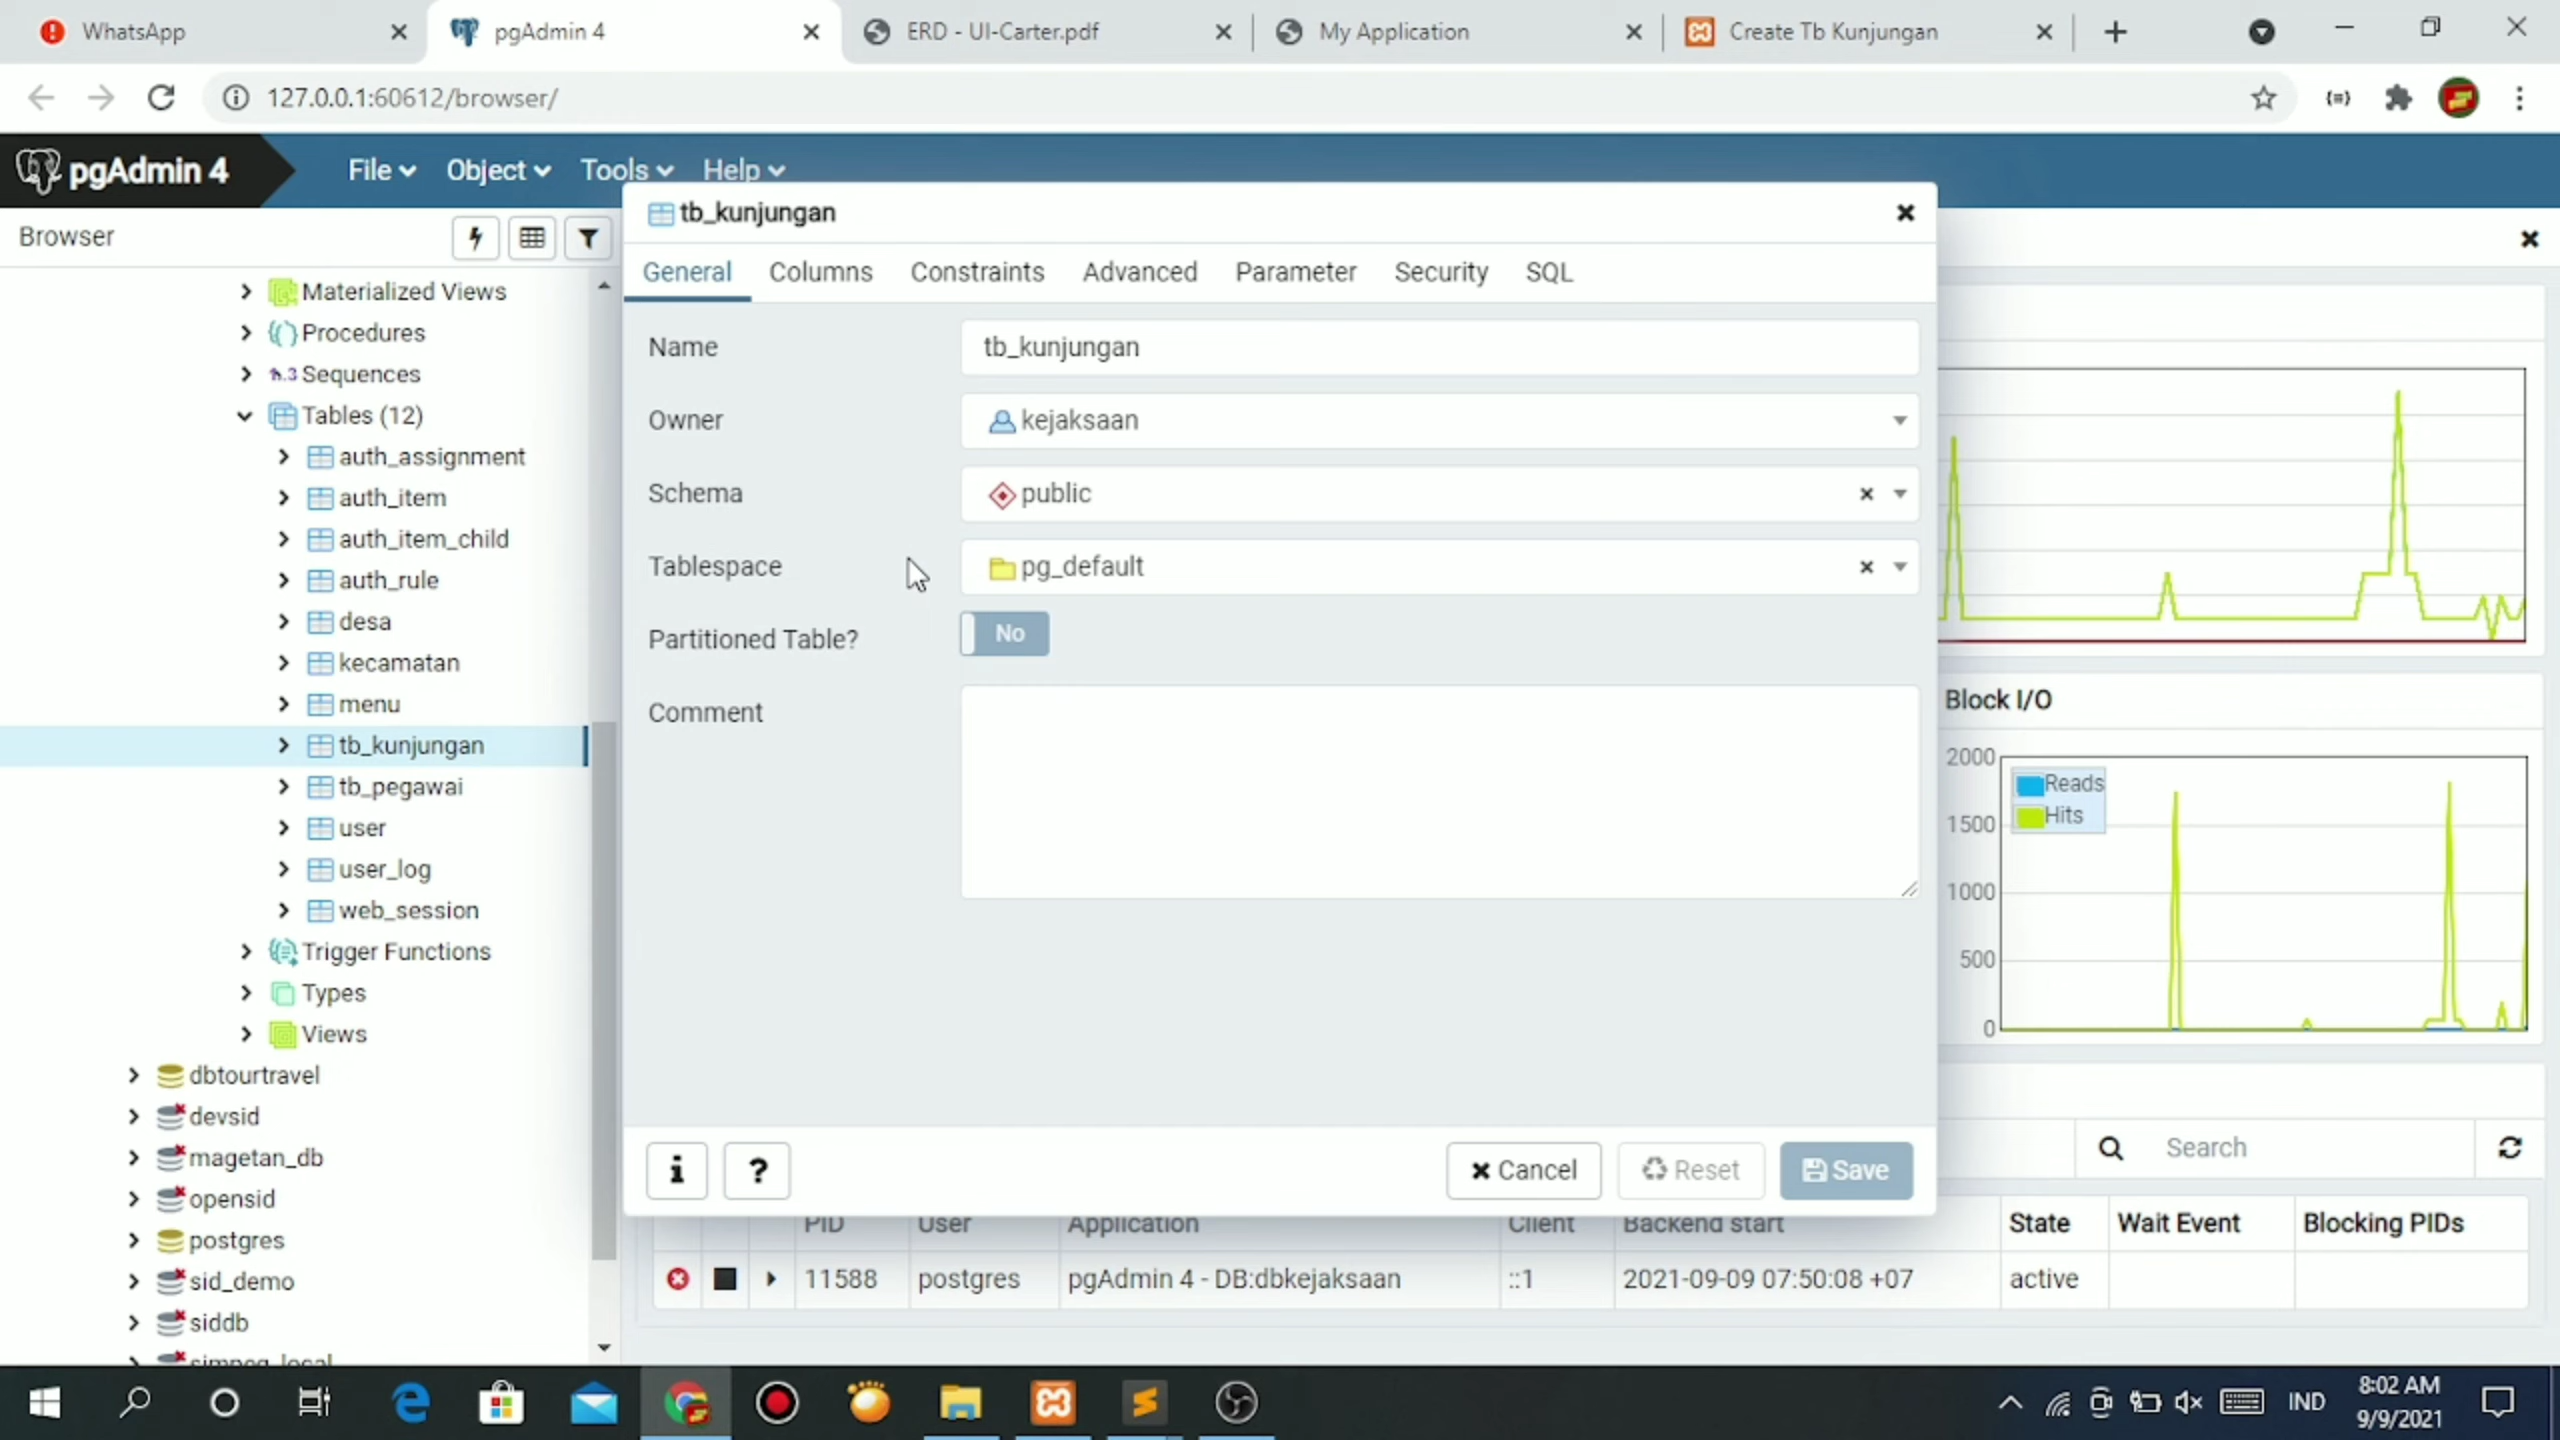 WhatsApp
pgAdmin 4
ERD - UI-Carter.pdf
My Application
Create Tb Kunjungan
127.0.0.1:60612/browser/
pgAdmin 4
File
Object
Tools
Help
Browser
Materialized Views
Procedures
Sequences
Tables (12)
auth_assignment
auth_item
auth_item_child
auth_rule
desa
kecamatan
menu
tb_kunjungan
tb_pegawai
user
user_log
web_session
Trigger Functions
Types
Views
dbtourtravel
devsid
magetan_db
opensid
postgres
sid_demo
siddb
simpeg_local
tb_kunjungan
General
Columns
Constraints
Advanced
Parameter
Security
SQL
Name
tb_kunjungan
Owner
kejaksaan
Schema
public
Tablespace
pg_default
Partitioned Table?
No
Comment
Cancel
Reset
Save
Block I/O
2000
1500
1000
500
0
Reads
Hits
Search
PID
User
Application
Client
Backend start
State
Wait Event
Blocking PIDs
11588
postgres
pgAdmin 4 - DB:dbkejaksaan
::1
2021-09-09 07:50:08 +07
active
IND
8:02 AM
9/9/2021